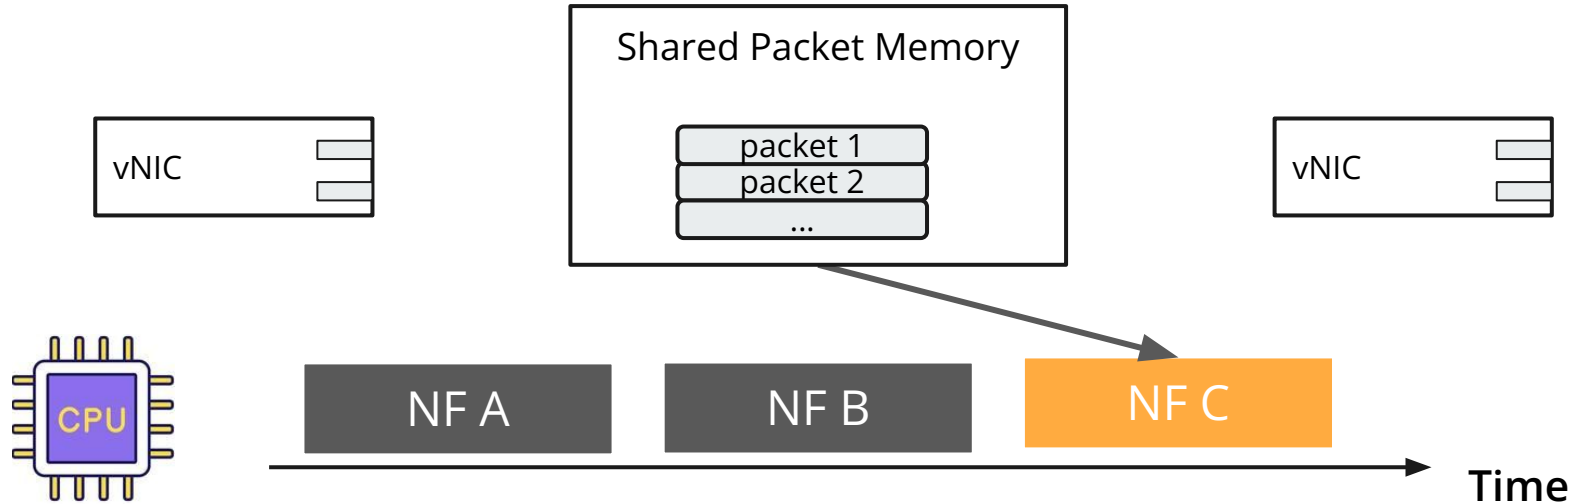 Shared Packet Memory
packet 1
packet 2
...
vNIC
vNIC
CPU
NF A
NF B
NF C
Time